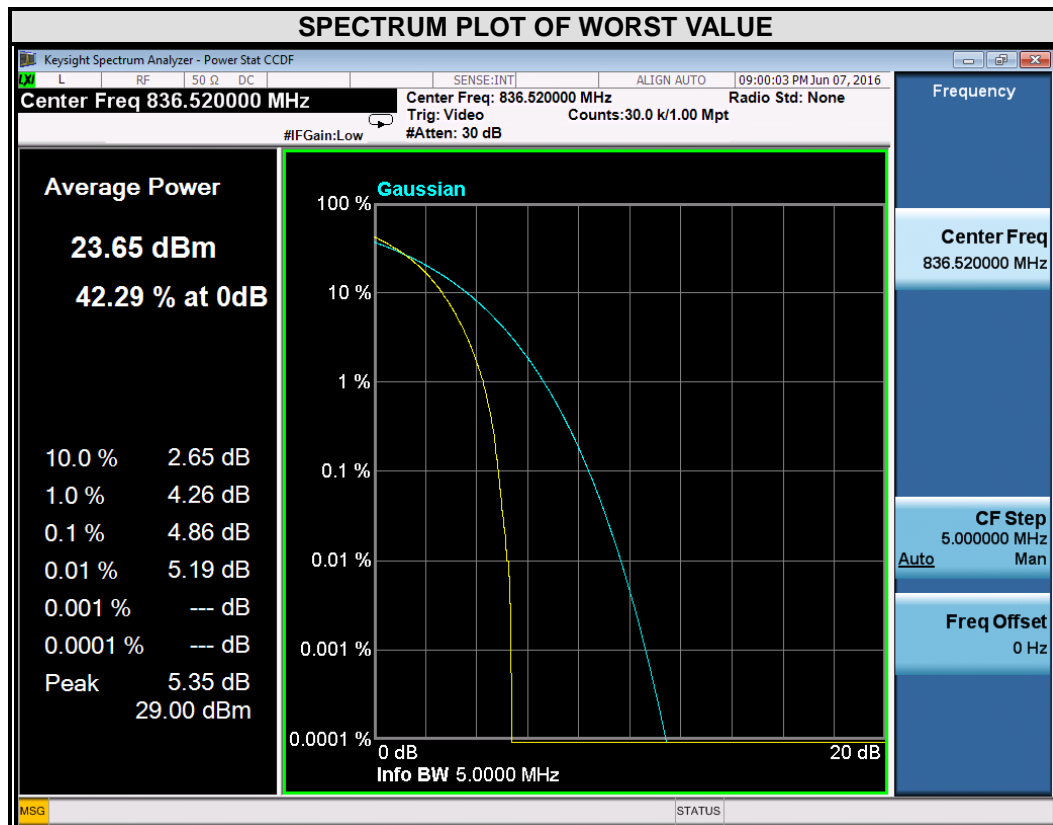 SPECTRUM PLOT OF WORST VALUE
Keysight Spectrum Analyzer - Power Stat CCDF
LXI L RF 50 Ω DC SENSE:INT ALIGN AUTO 09:00:03 PM Jun 07, 2016
Center Freq 836.520000 MHz
Center Freq: 836.520000 MHz Radio Std: None
Trig: Video Counts:30.0 k/1.00 Mpt
#IFGain:Low #Atten: 30 dB
Average Power
23.65 dBm
42.29 % at 0dB
10.0 % 2.65 dB
1.0 % 4.26 dB
0.1 % 4.86 dB
0.01 % 5.19 dB
0.001 % --- dB
0.0001 % --- dB
Peak 5.35 dB
29.00 dBm
Gaussian
100 %
10 %
1 %
0.1 %
0.01 %
0.001 %
0.0001 %
0 dB 20 dB
Info BW 5.0000 MHz
Frequency
Center Freq
836.520000 MHz
CF Step
5.000000 MHz
Auto Man
Freq Offset
0 Hz
MSG STATUS